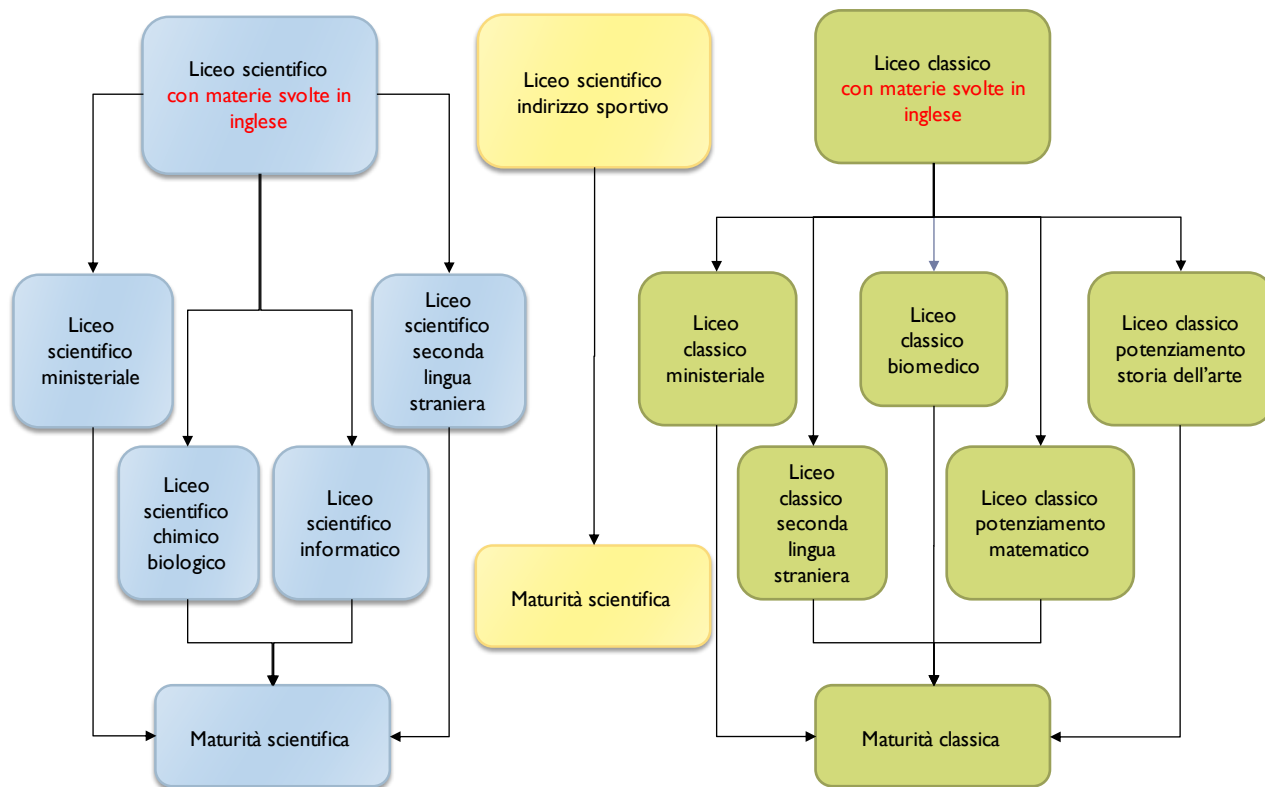 Liceo scientifico
con materie svolte in
inglese
Liceo scientifico
indirizzo sportivo
Liceo classico
con materie svolte in
inglese
Liceo
scientifico
ministeriale
Liceo
scientifico
seconda
lingua
straniera
Liceo
classico
ministeriale
Liceo
classico
biomedico
Liceo classico
potenziamento
storia dell'arte
Liceo
scientifico
chimico
biologico
Liceo
scientifico
informatico
Liceo
classico
seconda
lingua
straniera
Liceo classico
potenziamento
matematico
Maturità scientifica
Maturità scientifica
Maturità classica